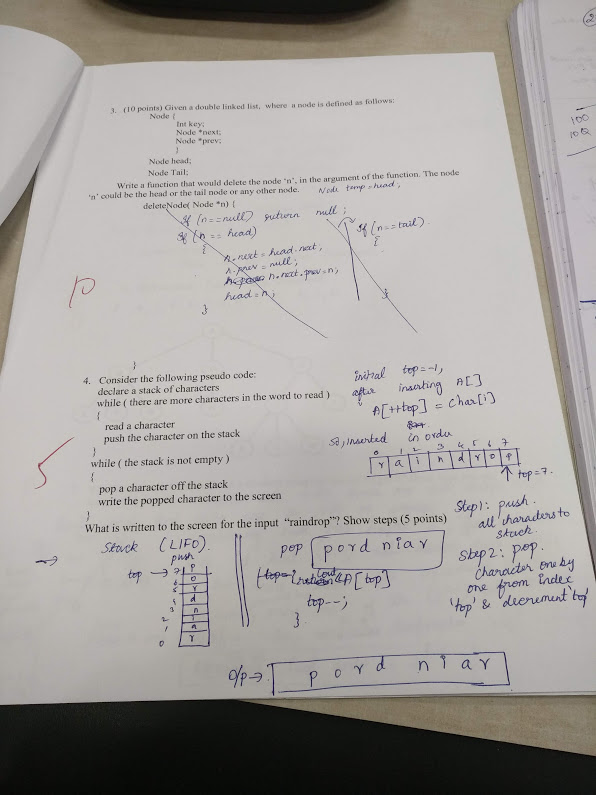 3. (10 points) Given a double linked list, where a node is defined as follows:
Node {
Int key;
Node *next;
Node *prev;
}
Node head;
Node Tail;
Write a function that would delete the node 'n', in the argument of the function. The node
'n' could be the head or the tail node or any other node.
Node temp = head;
deleteNode( Node *n) {
If (n==null) return null;
If (n == head)
{
n.next = head.next,
n.prev = null;
n.next.prev=n;
head=n;
}
If (n==tail)
{
}
10
}
4. Consider the following pseudo code:
declare a stack of characters
while ( there are more characters in the word to read )
{
read a character
push the character on the stack
}
while ( the stack is not empty )
{
pop a character off the stack
write the popped character to the screen
}
5
initial top=-1,
after inserting A[]
A[++top] = char[i]
so, inserted in order
0 1 2 3 4 5 6 7
r a i n d r o p
↑ top=7.
What is written to the screen for the input "raindrop"? Show steps (5 points)
→ Stack (LIFO).
push
top → 7 p
6 o
5 r
4 d
3 n
2 i
1 a
0 r
pop pord niar
A[top]
top--;
}
Step1: push.
all characters to
stack.
Step 2: pop.
character one by
one from index
'top' & decrement 'top'
o/p → pord niar
2
100